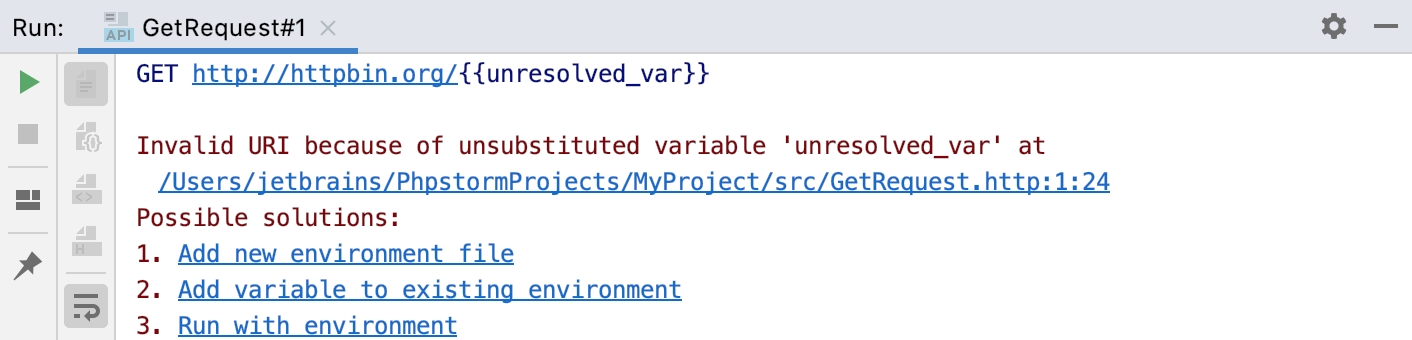 Run: API GetRequest#1
GET http://httpbin.org/{{unresolved_var}}
Invalid URI because of unsubstituted variable 'unresolved_var' at
/Users/jetbrains/PhpstormProjects/MyProject/src/GetRequest.http:1:24
Possible solutions:
1. Add new environment file
2. Add variable to existing environment
3. Run with environment